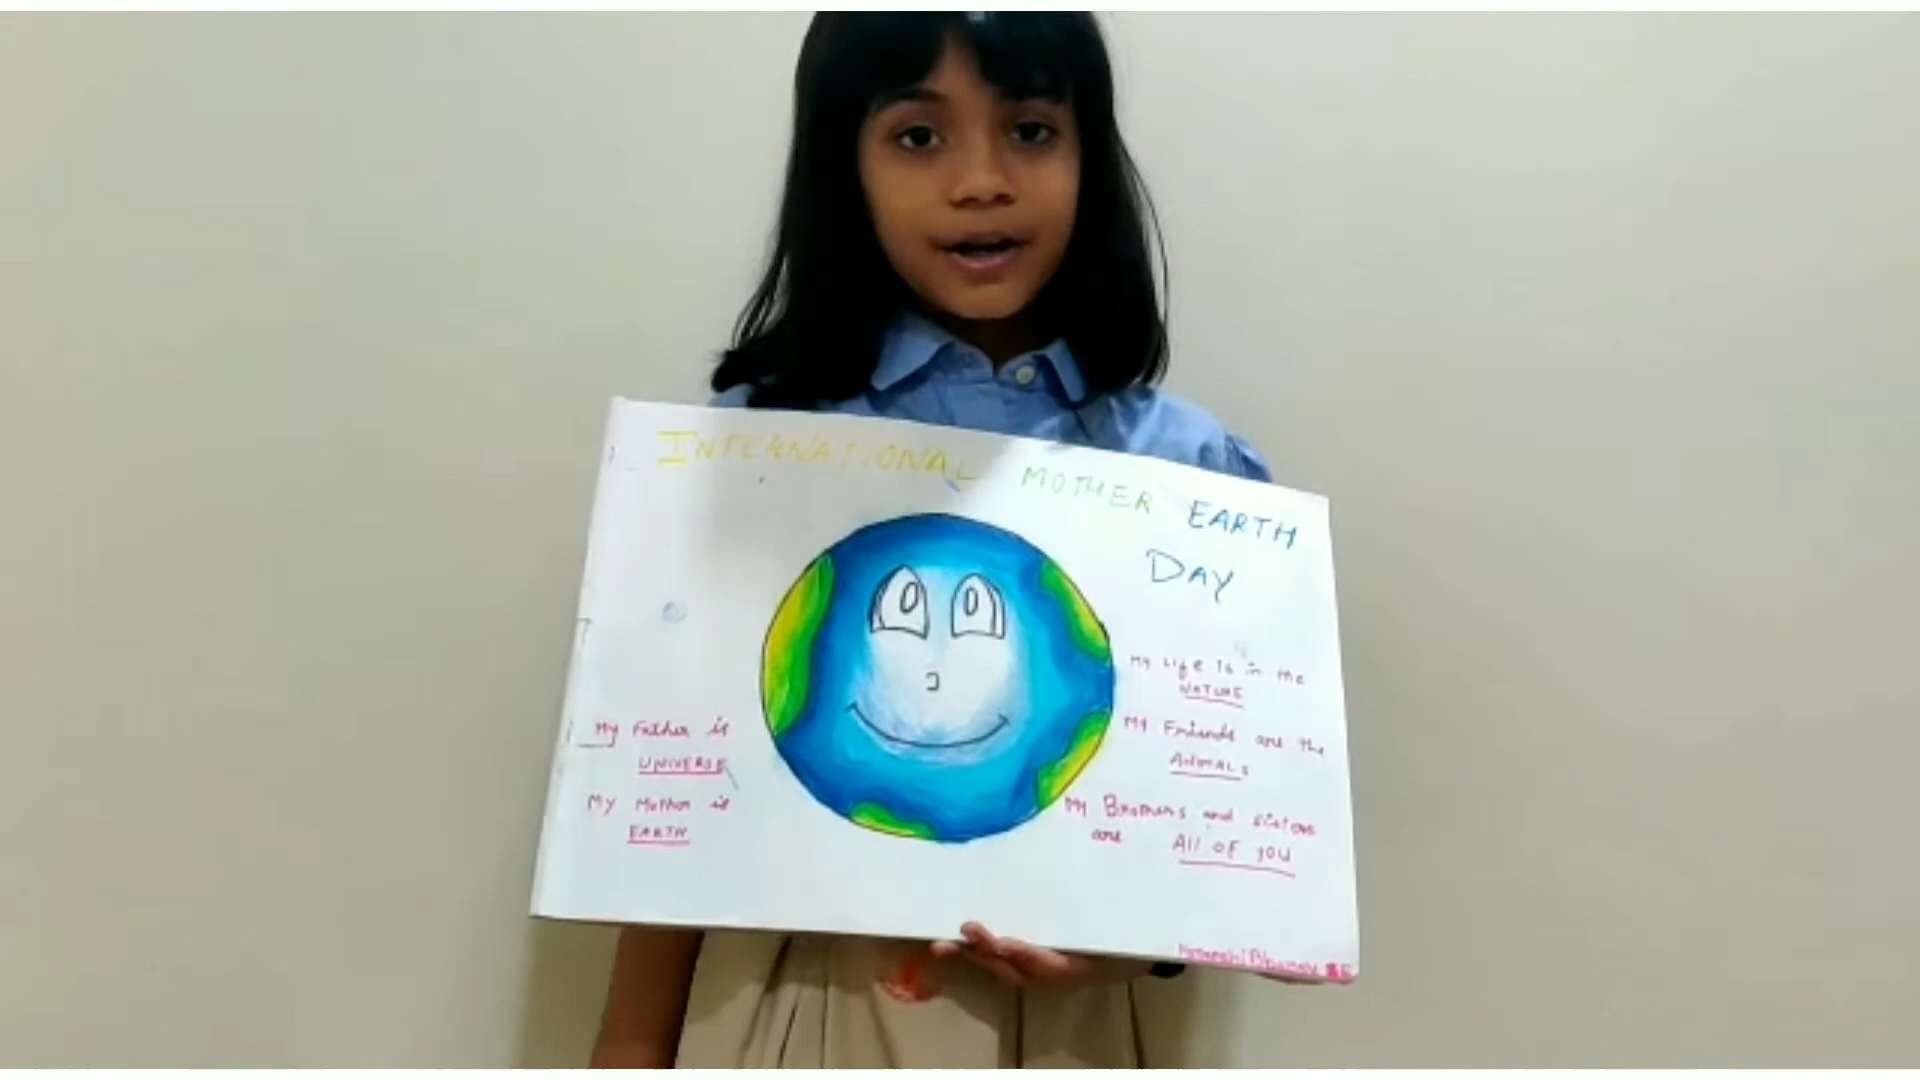 INTERNATIONAL MOTHER EARTH
DAY
My Father is
UNIVERSE
My Mother is
EARTH
My Life Is in the
NATURE
My Friends are the
ANIMALS
My Brothers and sisters
are All OF you